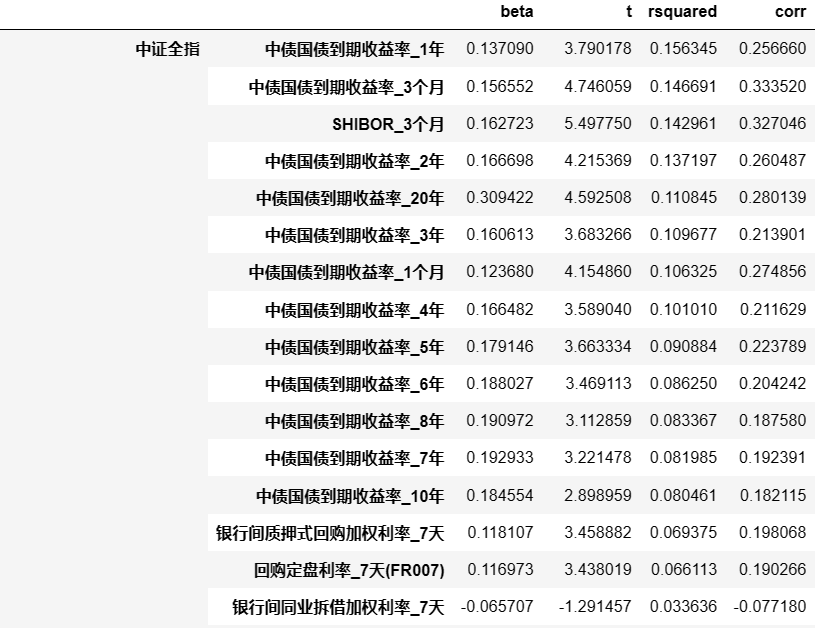 beta t rsquared corr
中证全指 中债国债到期收益率_1年 0.137090 3.790178 0.156345 0.256660
中债国债到期收益率_3个月 0.156552 4.746059 0.146691 0.333520
SHIBOR_3个月 0.162723 5.497750 0.142961 0.327046
中债国债到期收益率_2年 0.166698 4.215369 0.137197 0.260487
中债国债到期收益率_20年 0.309422 4.592508 0.110845 0.280139
中债国债到期收益率_3年 0.160613 3.683266 0.109677 0.213901
中债国债到期收益率_1个月 0.123680 4.154860 0.106325 0.274856
中债国债到期收益率_4年 0.166482 3.589040 0.101010 0.211629
中债国债到期收益率_5年 0.179146 3.663334 0.090884 0.223789
中债国债到期收益率_6年 0.188027 3.469113 0.086250 0.204242
中债国债到期收益率_8年 0.190972 3.112859 0.083367 0.187580
中债国债到期收益率_7年 0.192933 3.221478 0.081985 0.192391
中债国债到期收益率_10年 0.184554 2.898959 0.080461 0.182115
银行间质押式回购加权利率_7天 0.118107 3.458882 0.069375 0.198068
回购定盘利率_7天(FR007) 0.116973 3.438019 0.066113 0.190266
银行间同业拆借加权利率_7天 -0.065707 -1.291457 0.033636 -0.077180